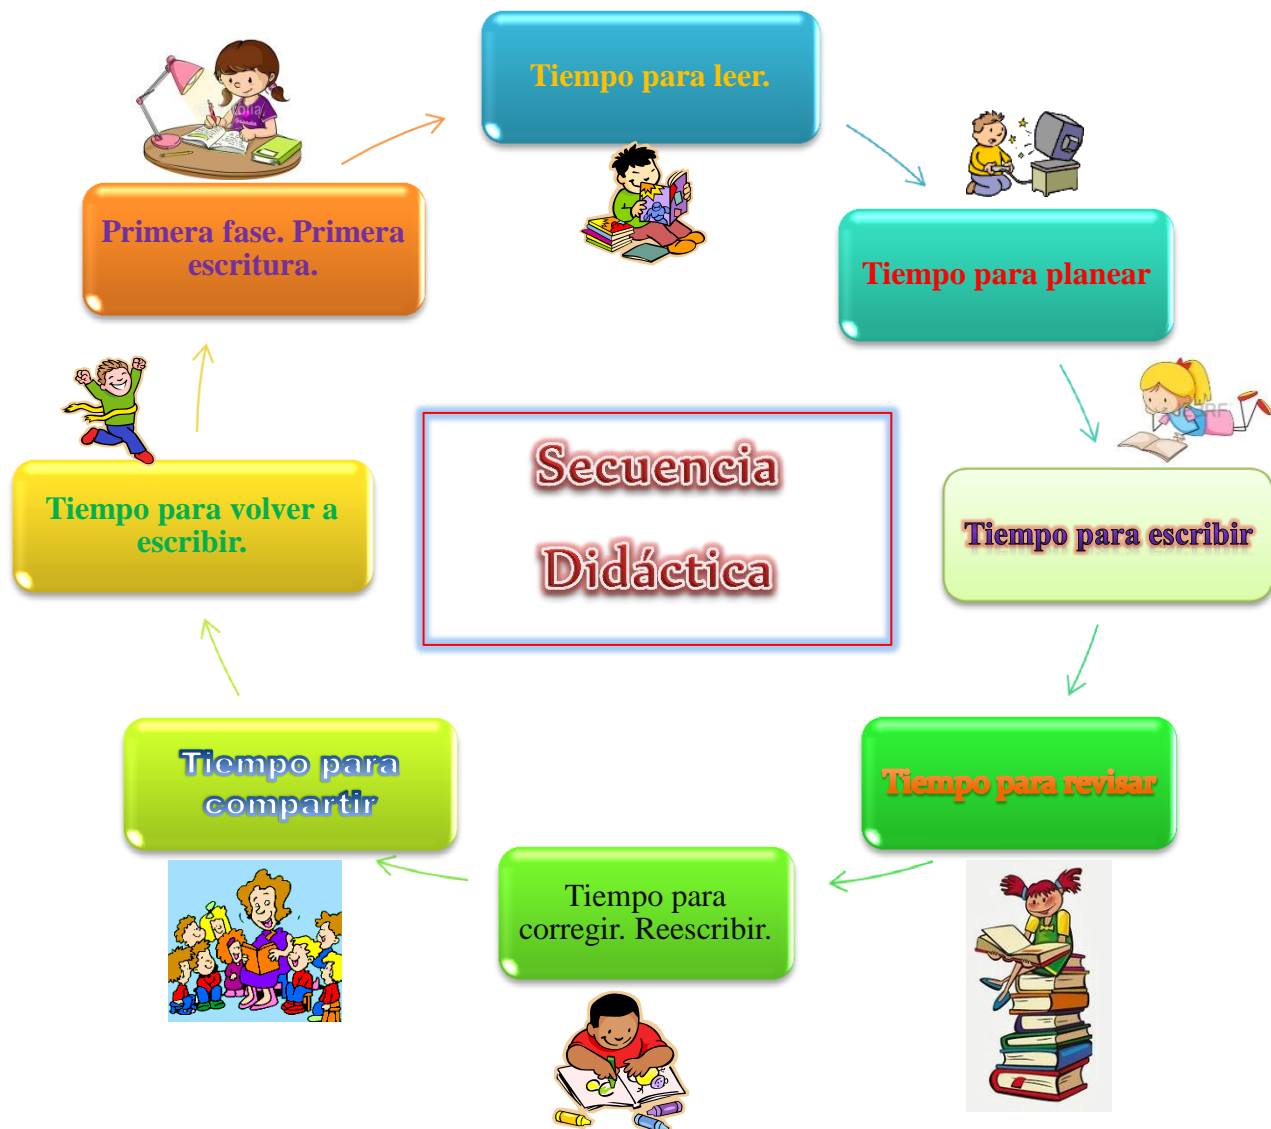 Tiempo para leer.
Primera fase. Primera
escritura.
Tiempo para planear
Tiempo para volver a
escribir.
Secuencia
Didáctica
Tiempo para escribir
Tiempo para
compartir
Tiempo para revisar
Tiempo para
corregir. Reescribir.